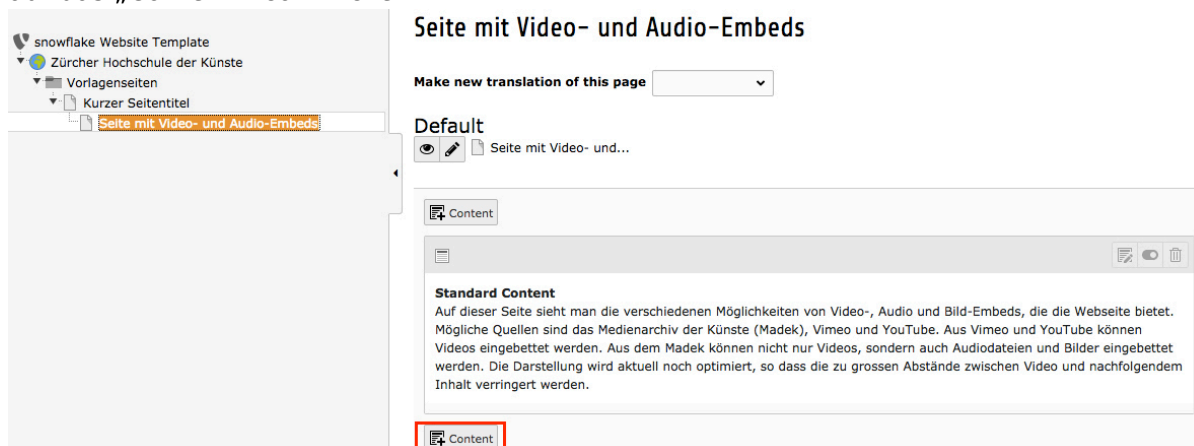 snowflake Website Template
Zürcher Hochschule der Künste
Vorlagenseiten
Kurzer Seitentitel
Seite mit Video- und Audio-Embeds
Seite mit Video- und Audio-Embeds
Make new translation of this page
Default
Seite mit Video- und...
Content
Standard Content
Auf dieser Seite sieht man die verschiedenen Möglichkeiten von Video-, Audio und Bild-Embeds, die die Webseite bietet.
Mögliche Quellen sind das Medienarchiv der Künste (Madek), Vimeo und YouTube. Aus Vimeo und YouTube können
Videos eingebettet werden. Aus dem Madek können nicht nur Videos, sondern auch Audiodateien und Bilder eingebettet
werden. Die Darstellung wird aktuell noch optimiert, so dass die zu grossen Abstände zwischen Video und nachfolgendem
Inhalt verringert werden.
Content